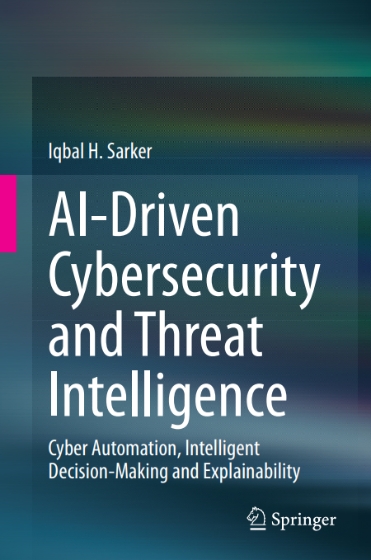 Iqbal H. Sarker
AI-Driven
Cybersecurity
and Threat
Intelligence
Cyber Automation, Intelligent
Decision-Making and Explainability
Springer